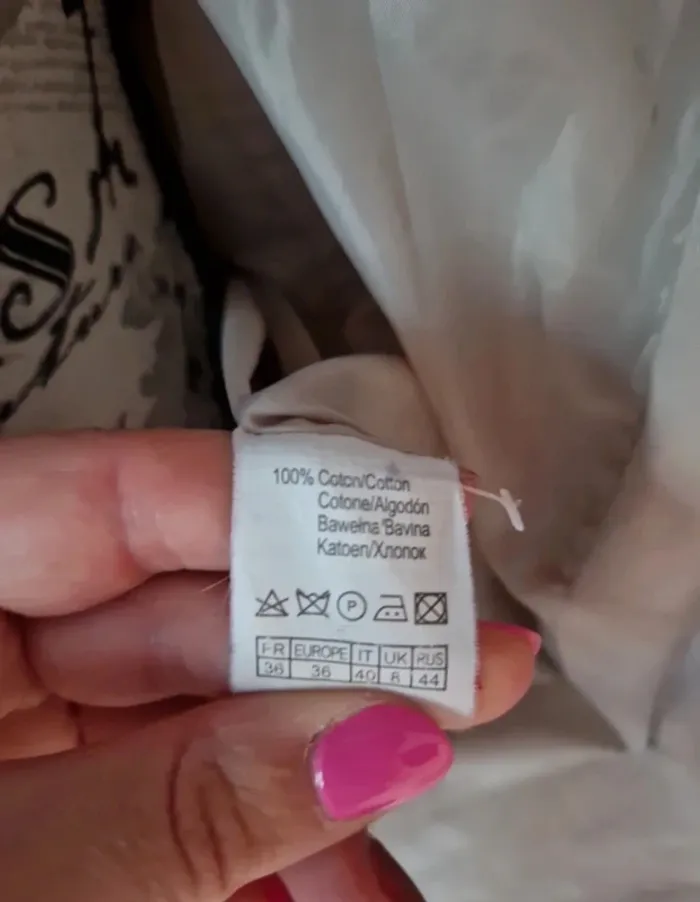 100% Coton/Cotton
Cotone/Algodón
Bawełna/Bavlna
Katoen/Хлопок
P
FR EUROPE IT UK RUS
36 36 40 8 44
S